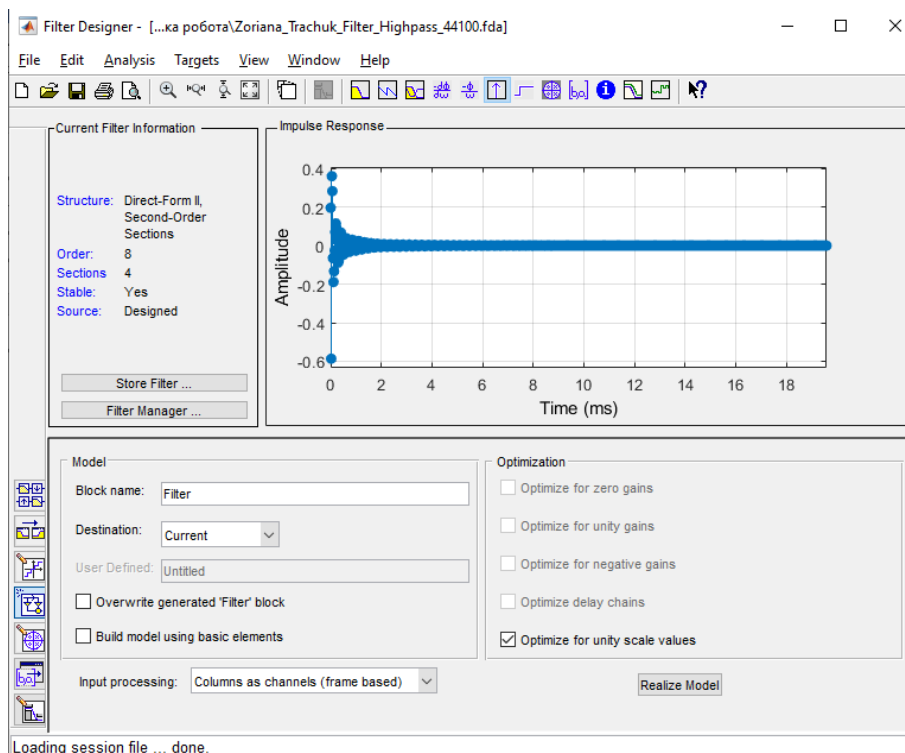 Filter Designer - [...ка робота\Zoriana_Trachuk_Filter_Highpass_44100.fda]
File Edit Analysis Targets View Window Help
Current Filter Information
Structure: Direct-Form II,
Second-Order
Sections
Order: 8
Sections 4
Stable: Yes
Source: Designed
Store Filter ...
Filter Manager ...
Impulse Response
0.4
0.2
0
-0.2
-0.4
-0.6
Amplitude
0 2 4 6 8 10 12 14 16 18
Time (ms)
Model
Block name: Filter
Destination: Current
User Defined: Untitled
Overwrite generated 'Filter' block
Build model using basic elements
Optimization
Optimize for zero gains
Optimize for unity gains
Optimize for negative gains
Optimize delay chains
Optimize for unity scale values
Input processing: Columns as channels (frame based)
Realize Model
Loading session file ... done.